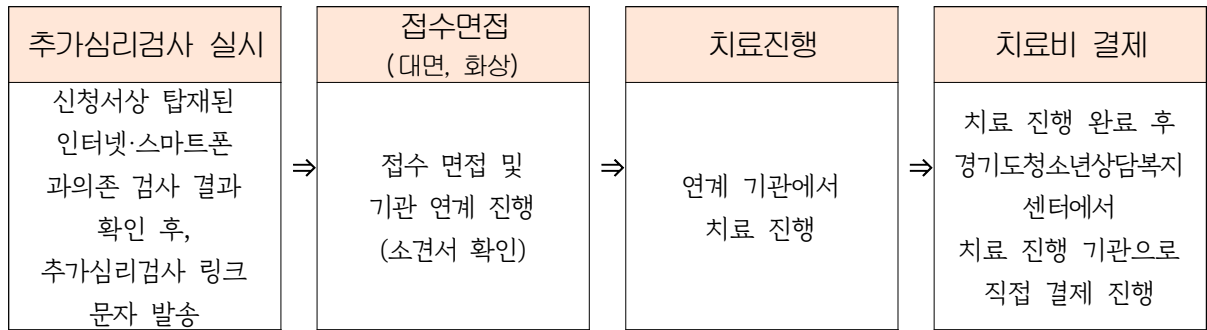 추가심리검사 실시
신청서상 탑재된
인터넷·스마트폰
과의존 검사 결과
확인 후,
추가심리검사 링크
문자 발송
⇒
접수면접
(대면, 화상)
접수 면접 및
기관 연계 진행
(소견서 확인)
⇒
치료진행
연계 기관에서
치료 진행
⇒
치료비 결제
치료 진행 완료 후
경기도청소년상담복지
센터에서
치료 진행 기관으로
직접 결제 진행